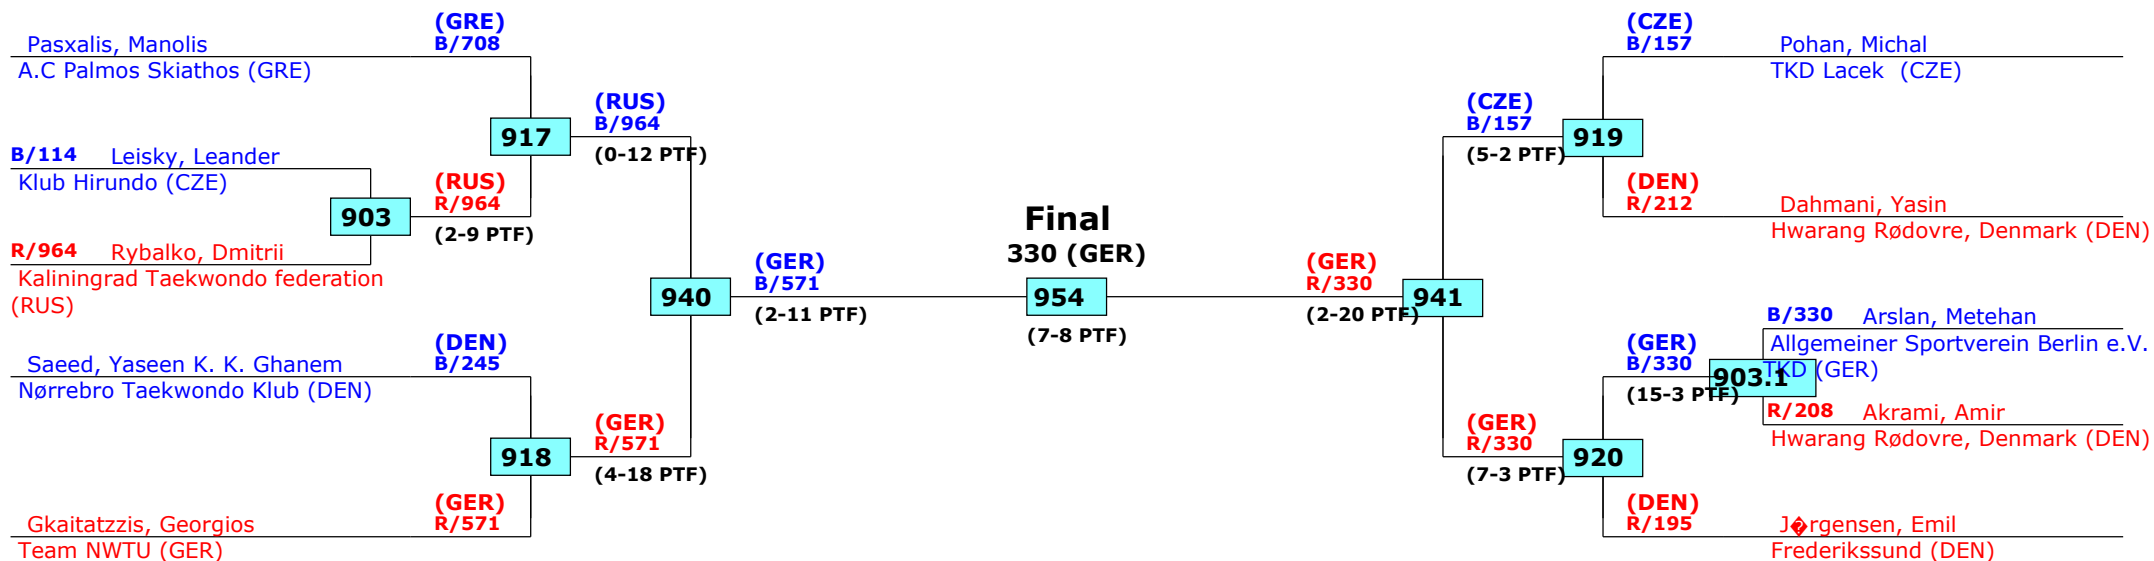 (GRE)
B/708
Pasxalis, Manolis
A.C Palmos Skiathos (GRE)
917
(RUS)
B/964
(0-12 PTF)
B/114 Leisky, Leander
Klub Hirundo (CZE)
903
(RUS)
R/964
(2-9 PTF)
R/964 Rybalko, Dmitrii
Kaliningrad Taekwondo federation
(RUS)
940
(GER)
B/571
(2-11 PTF)
(DEN)
B/245
Saeed, Yaseen K. K. Ghanem
Nørrebro Taekwondo Klub (DEN)
918
(GER)
R/571
(4-18 PTF)
(GER)
R/571
Gkaitatzzis, Georgios
Team NWTU (GER)
Final
330 (GER)
954
(7-8 PTF)
(GER)
R/330
(2-20 PTF)
941
(CZE)
B/157
(5-2 PTF)
919
(CZE)
B/157
Pohan, Michal
TKD Lacek (CZE)
(DEN)
R/212
Dahmani, Yasin
Hwarang Rødovre, Denmark (DEN)
(GER)
R/330
(7-3 PTF)
920
(GER)
B/330
(15-3 PTF)
903.1
B/330 Arslan, Metehan
Allgemeiner Sportverein Berlin e.V.
TKD (GER)
R/208 Akrami, Amir
Hwarang Rødovre, Denmark (DEN)
(DEN)
R/195
J�rgensen, Emil
Frederikssund (DEN)